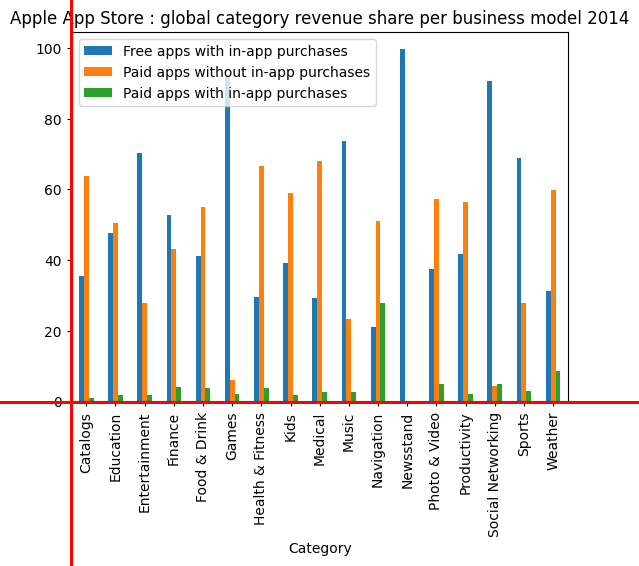 Apple App Store : global category revenue share per business model 2014
Free apps with in-app purchases
Paid apps without in-app purchases
Paid apps with in-app purchases
100
80
60
40
20
0
Catalogs
Education
Entertainment
Finance
Food & Drink
Games
Health & Fitness
Kids
Medical
Music
Navigation
Newsstand
Photo & Video
Productivity
Social Networking
Sports
Weather
Category